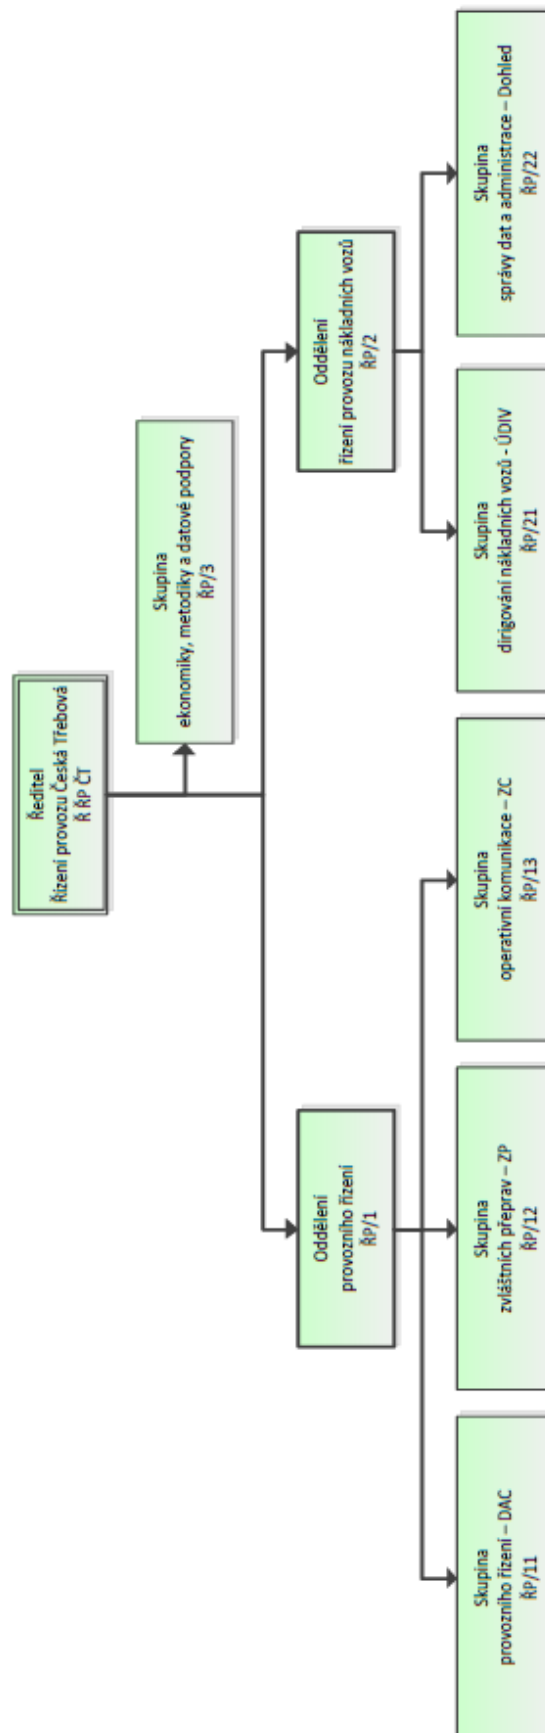 Ředitel
Řízení provozu Česká Třebová
Ř ŘP ČT
Skupina
ekonomiky, metodiky a datové podpory
ŘP/3
Oddělení
provozního řízení
ŘP/1
Oddělení
řízení provozu nákladních vozů
ŘP/2
Skupina
provozního řízení – DAC
ŘP/11
Skupina
zvláštních přeprav – ZP
ŘP/12
Skupina
operativní komunikace – ZC
ŘP/13
Skupina
dirigování nákladních vozů - ÚDIV
ŘP/21
Skupina
správy dat a administrace – Dohled
ŘP/22